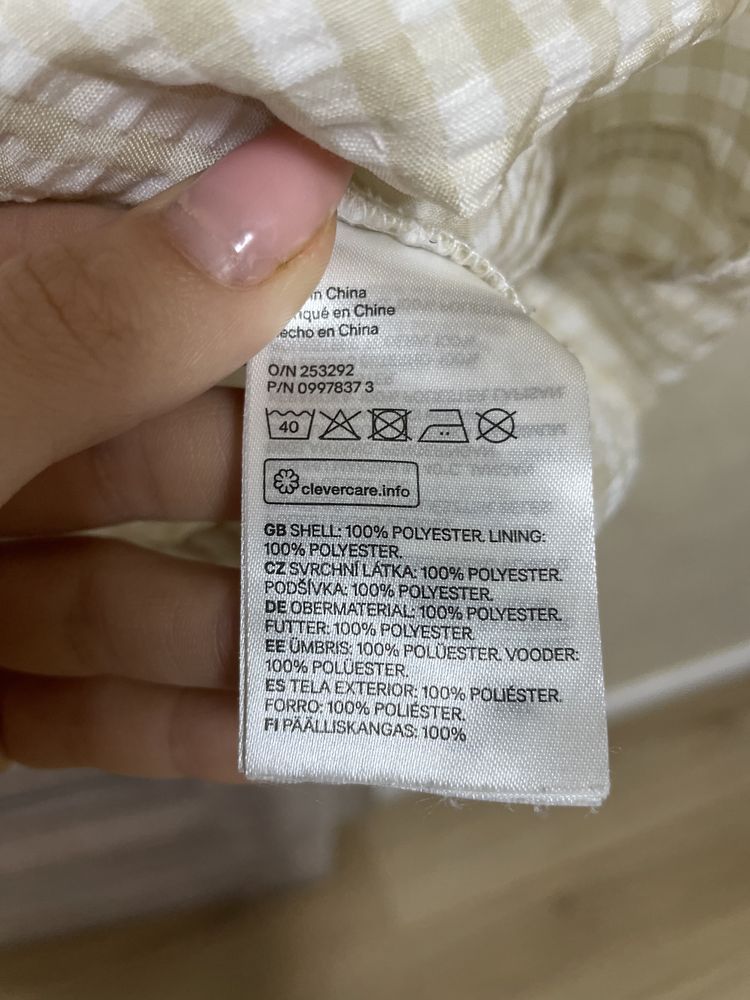 in China
iqué en Chine
echo en China
O/N 253292
P/N 0997837 3
40
clevercare.info
GB SHELL: 100% POLYESTER. LINING:
100% POLYESTER.
CZ SVRCHNÍ LÁTKA: 100% POLYESTER.
PODŠÍVKA: 100% POLYESTER.
DE OBERMATERIAL: 100% POLYESTER.
FUTTER: 100% POLYESTER.
EE ÜMBRIS: 100% POLÜESTER. VOODER:
100% POLÜESTER.
ES TELA EXTERIOR: 100% POLIÉSTER.
FORRO: 100% POLIÉSTER.
FI PÄÄLLISKANGAS: 100%